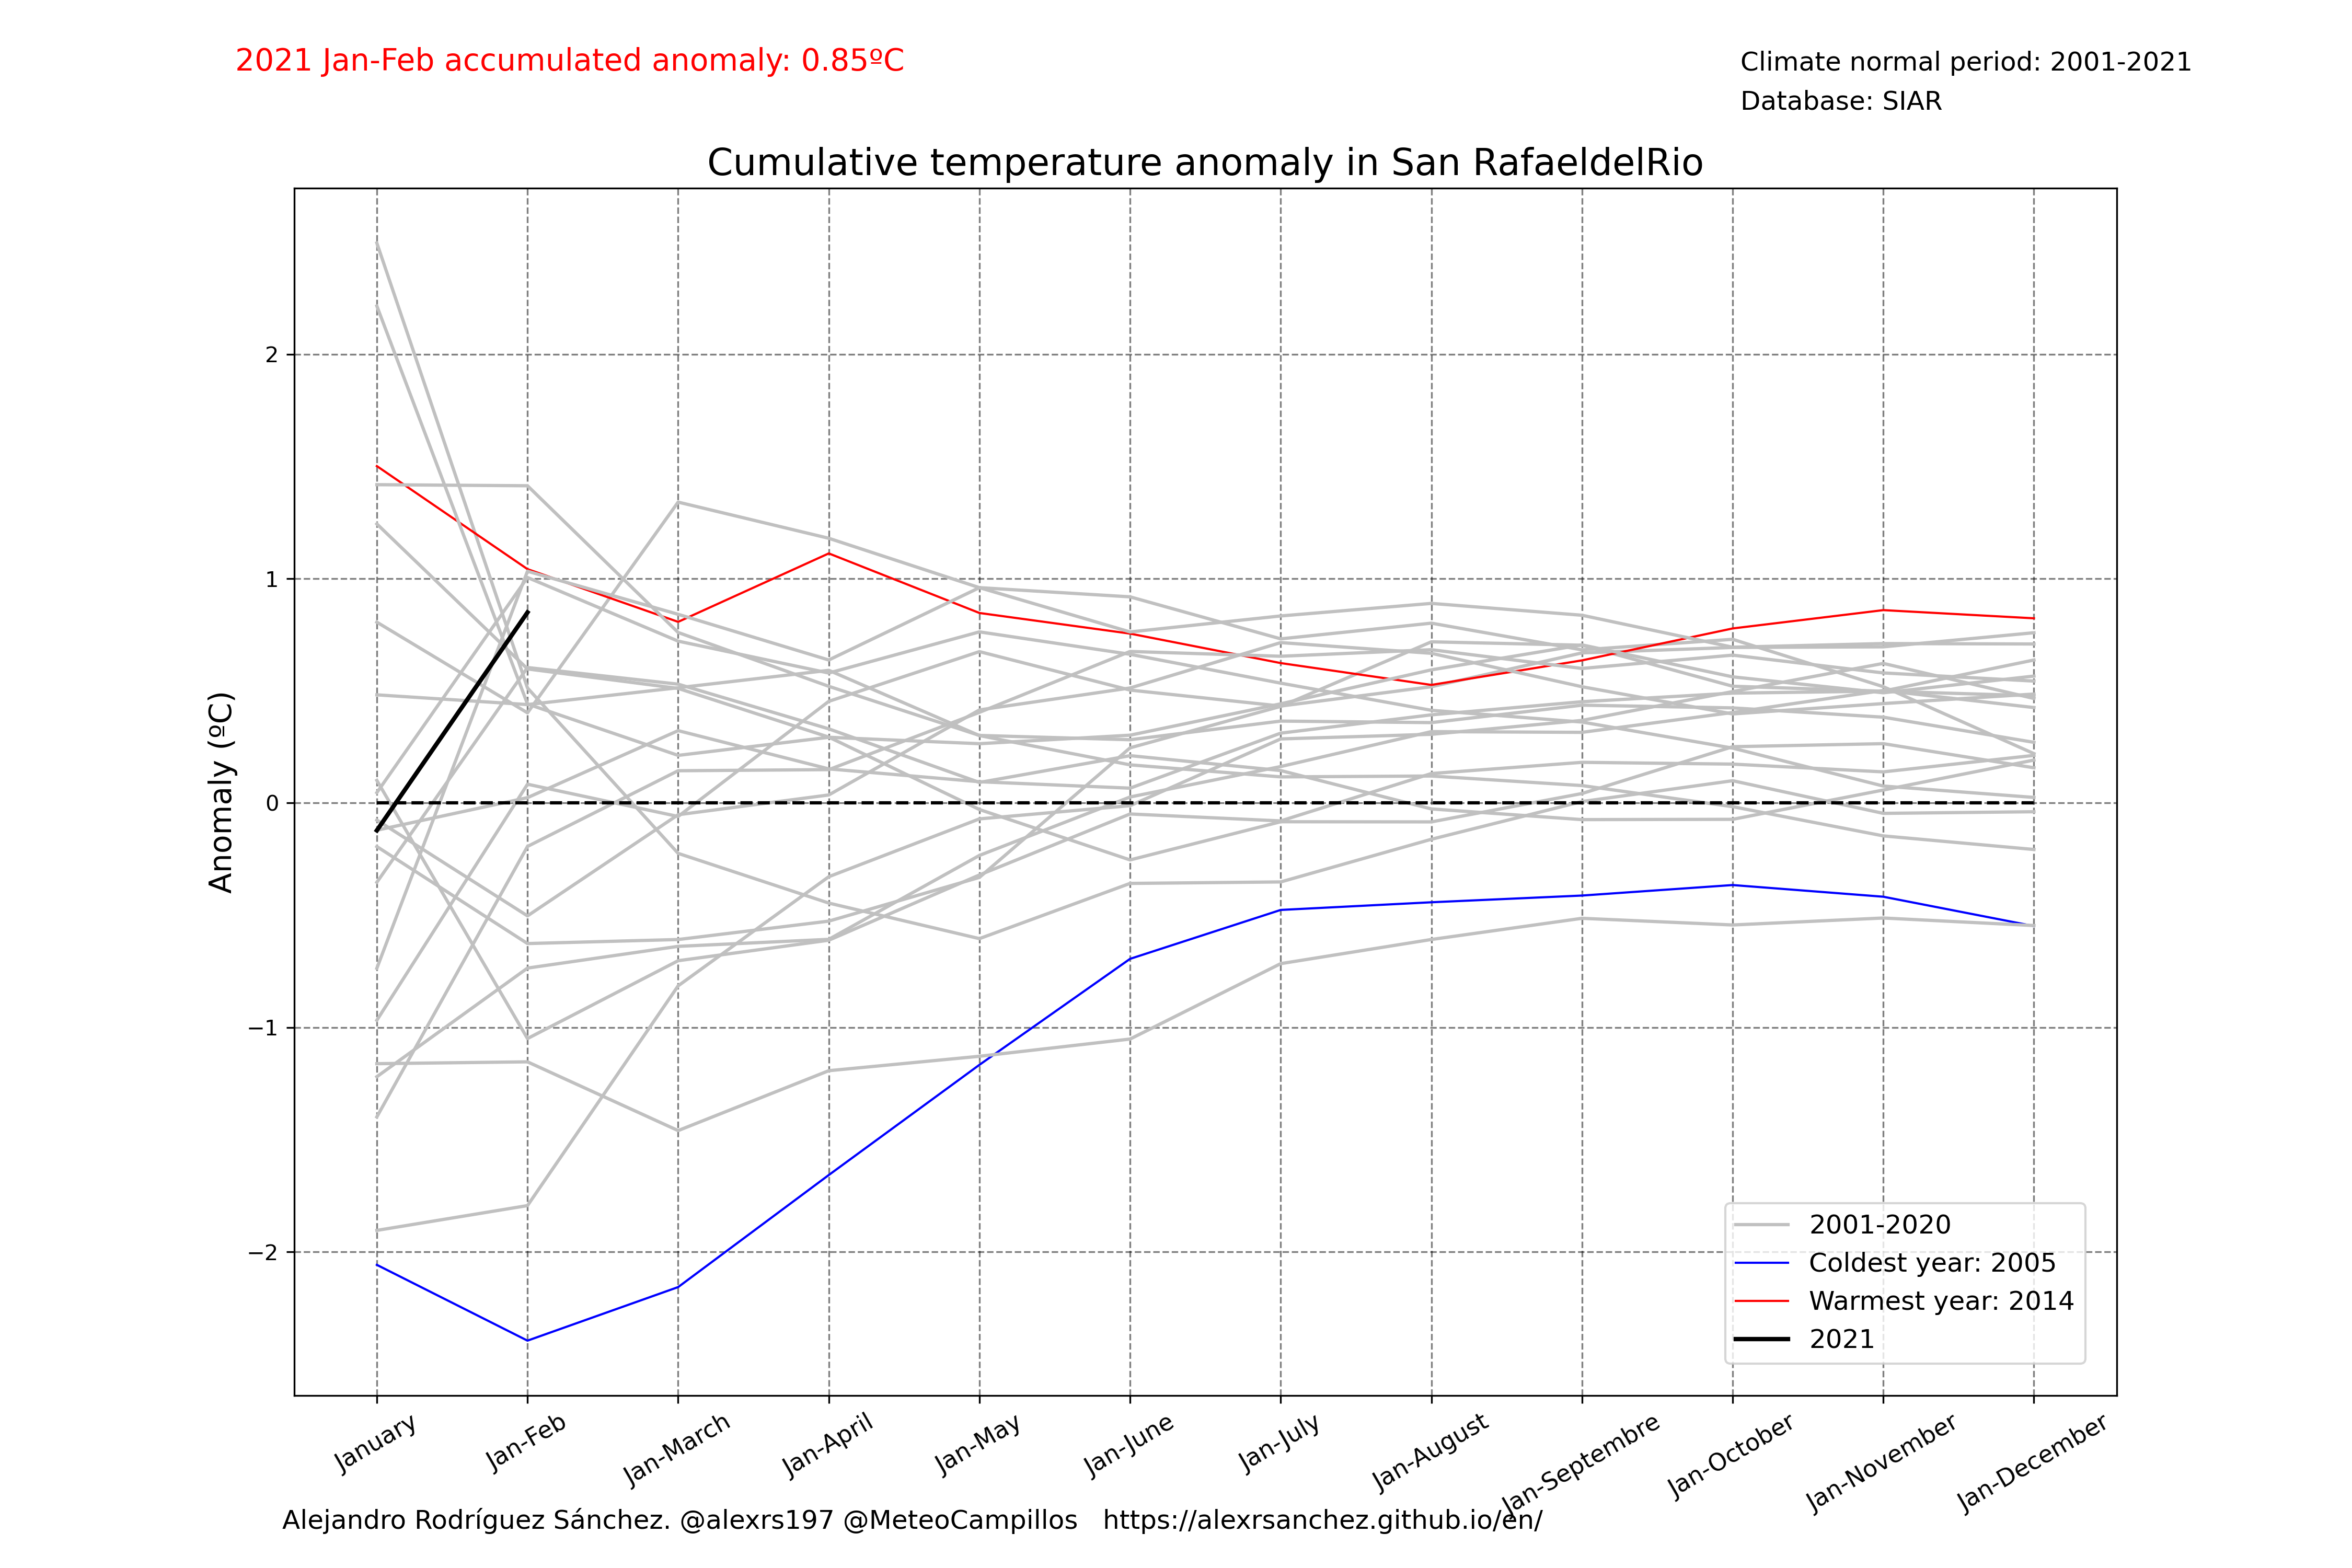 2021 Jan-Feb accumulated anomaly: 0.85ºC
Climate normal period: 2001-2021
Database: SIAR
Cumulative temperature anomaly in San RafaeldelRio
Anomaly (ºC)
2
1
0
−1
−2
2001-2020
Coldest year: 2005
Warmest year: 2014
2021
January
Jan-Feb
Jan-March
Jan-April
Jan-May
Jan-June
Jan-July
Jan-August
Jan-Septembre
Jan-October
Jan-November
Jan-December
Alejandro Rodríguez Sánchez. @alexrs197 @MeteoCampillos https://alexrsanchez.github.io/en/